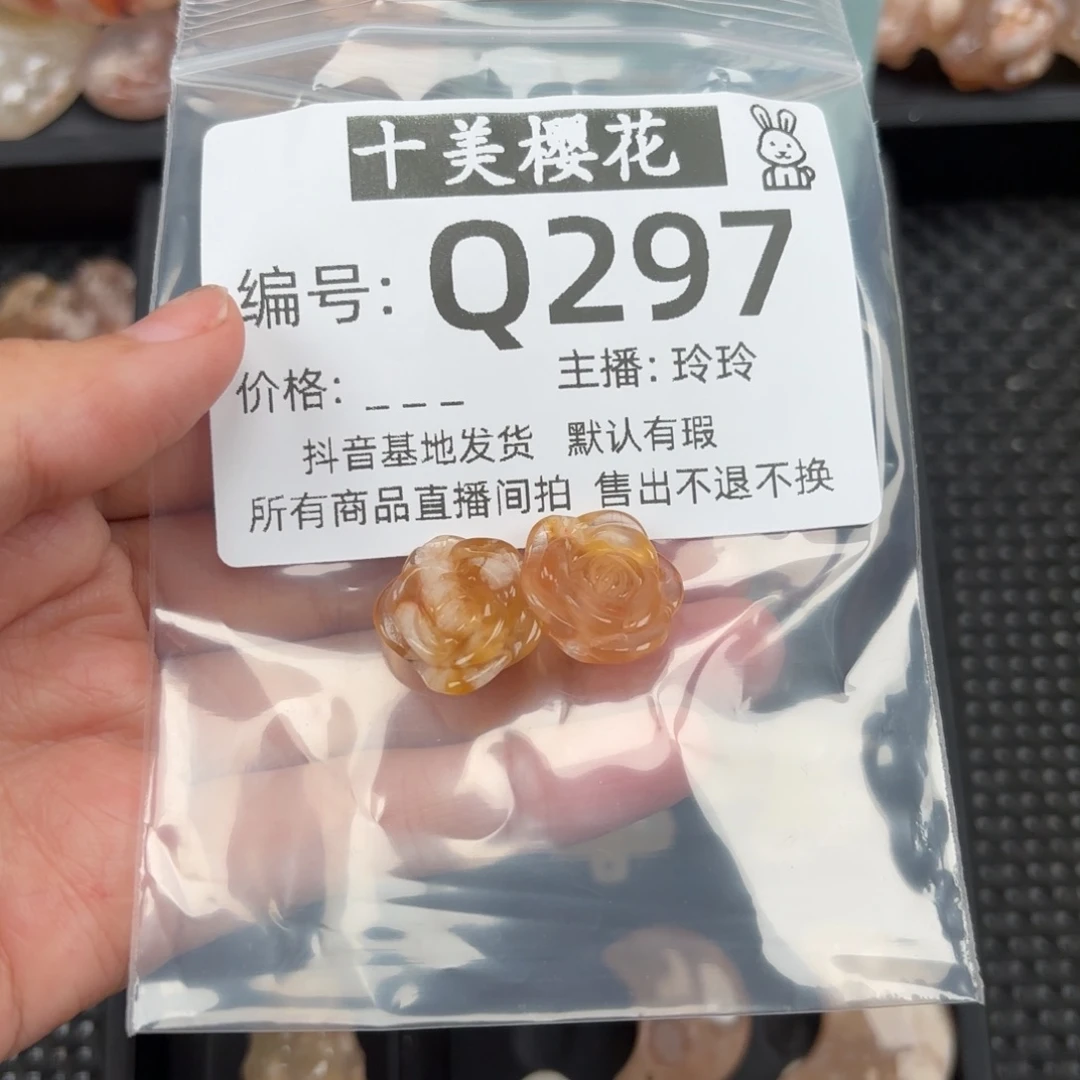 十美樱花
编号: Q297
价格: _ _ _ 主播: 玲玲
抖音基地发货 默认有瑕
所有商品直播间拍 售出不退不换